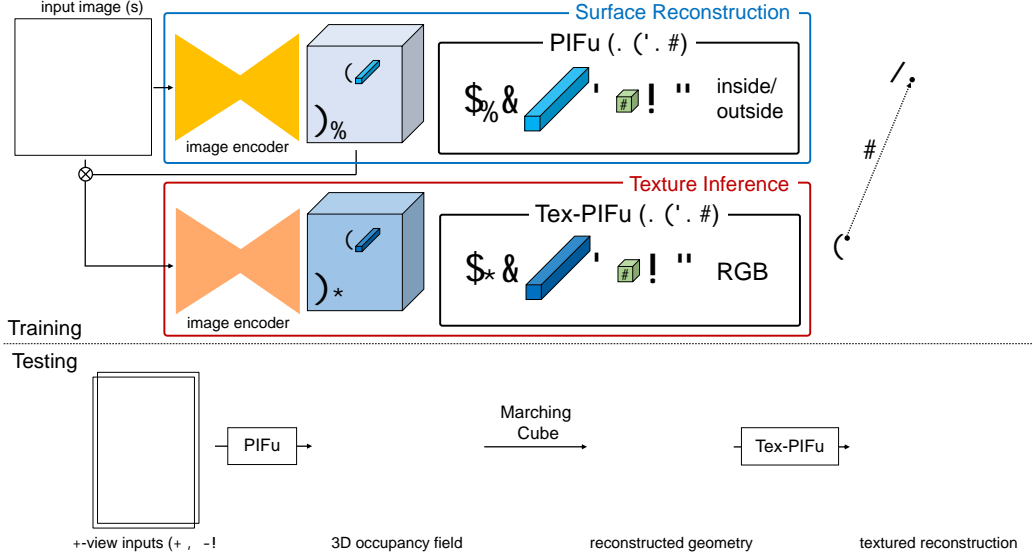 input image (s)
Surface Reconstruction
PIFu (. ('. #)
$%& ' # ! "
inside/
outside
(
)%
image encoder
/
#
(
Texture Inference
Tex-PIFu (. ('. #)
$*& ' # ! "
RGB
(
)*
image encoder
Training
Testing
PIFu
Marching
Cube
Tex-PIFu
+-view inputs (+ , -!
3D occupancy field
reconstructed geometry
textured reconstruction